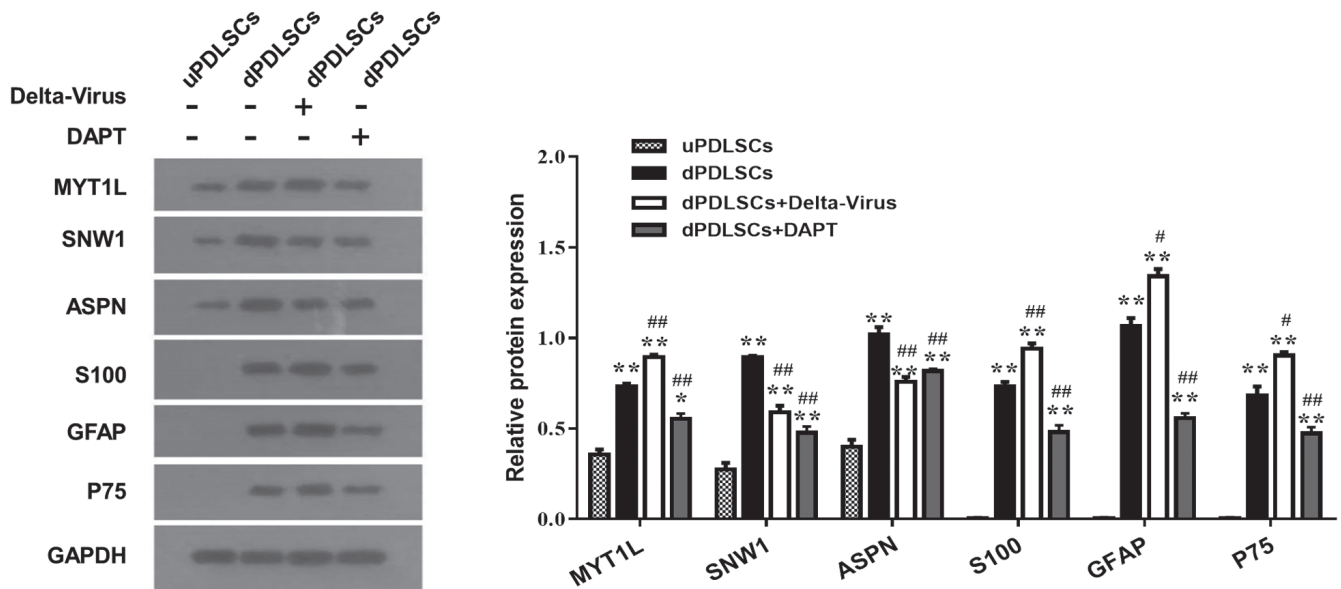 uPDLSCs dPDLSCs dPDLSCs dPDLSCs
Delta-Virus - - + -
DAPT - - - +
MYT1L
SNW1
ASPN
S100
GFAP
P75
GAPDH
uPDLSCs
dPDLSCs
dPDLSCs+Delta-Virus
dPDLSCs+DAPT
Relative protein expression
2.0
1.5
1.0
0.5
0.0
** ## ** ## *
** ## ** ## **
** ## ** ## **
** ## ** ## **
** # ** ## **
** # ** ## **
MYT1L SNW1 ASPN S100 GFAP P75